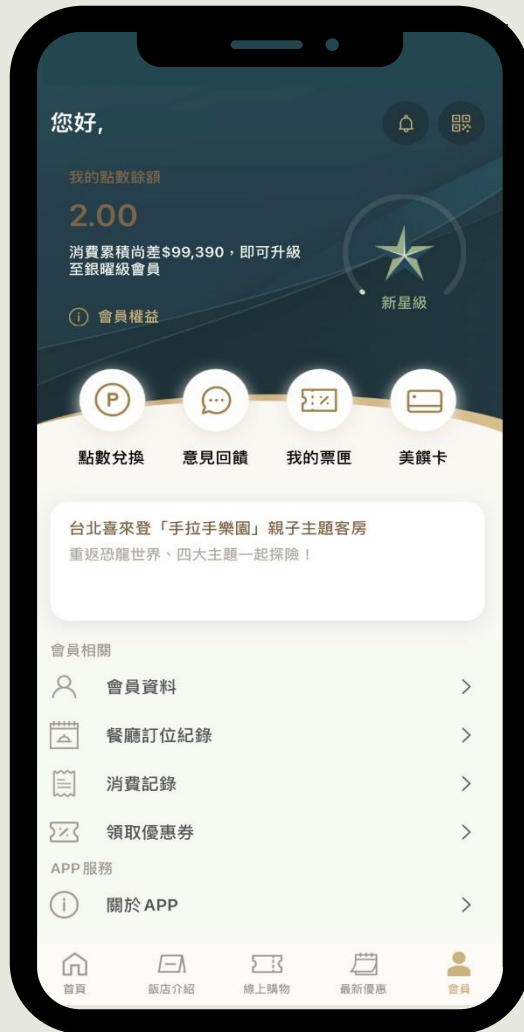 您好,
我的點數餘額
2.00
消費累積尚差$99,390，即可升級
至銀曜級會員
新星級
會員權益
點數兌換
意見回饋
我的票匣
美饌卡
台北喜來登「手拉手樂園」親子主題客房
重返恐龍世界、四大主題一起探險！
會員相關
會員資料
餐廳訂位紀錄
消費記錄
領取優惠券
APP 服務
關於 APP
首頁
飯店介紹
線上購物
最新優惠
會員